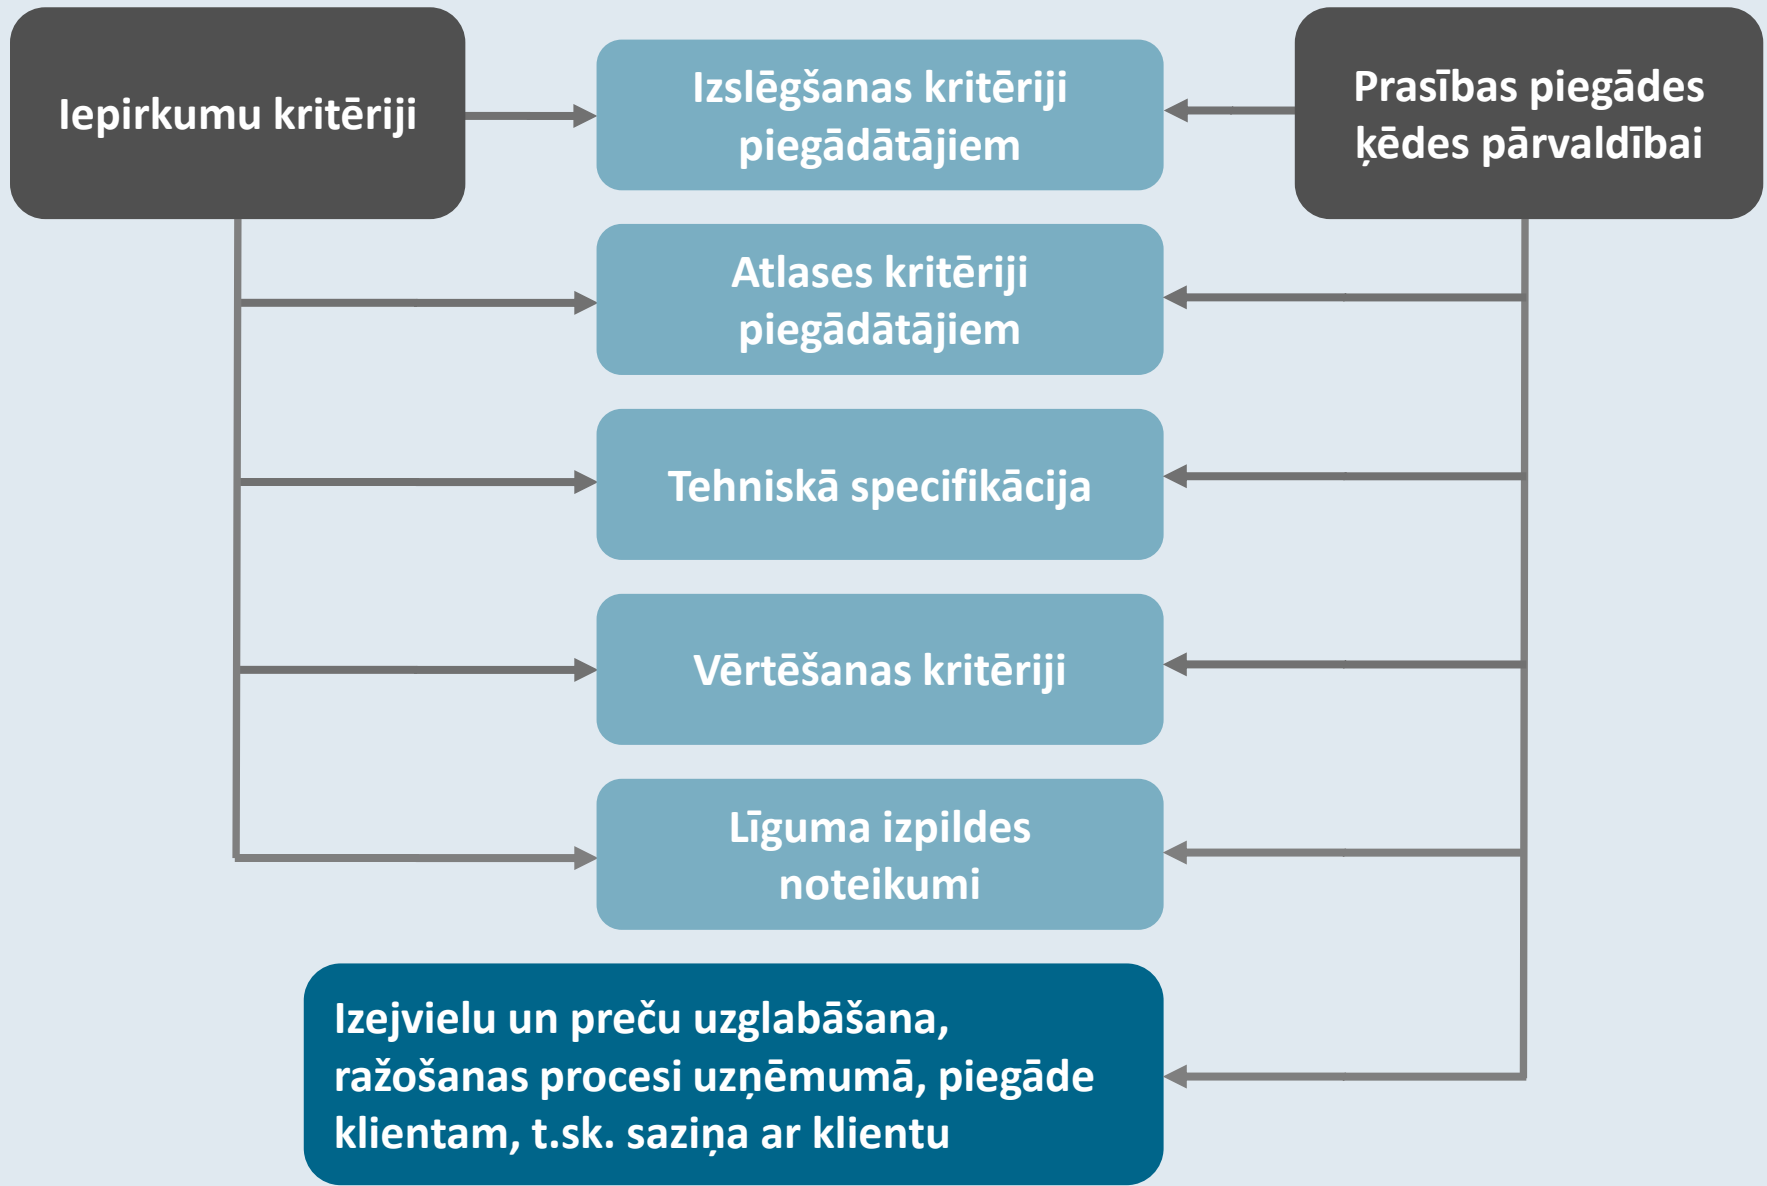 Iepirkumu kritēriji
Izslēgšanas kritēriji
piegādātājiem
Prasības piegādes
ķēdes pārvaldībai
Atlases kritēriji
piegādātājiem
Tehniskā specifikācija
Vērtēšanas kritēriji
Līguma izpildes
noteikumi
Izejvielu un preču uzglabāšana,
ražošanas procesi uzņēmumā, piegāde
klientam, t.sk. saziņa ar klientu